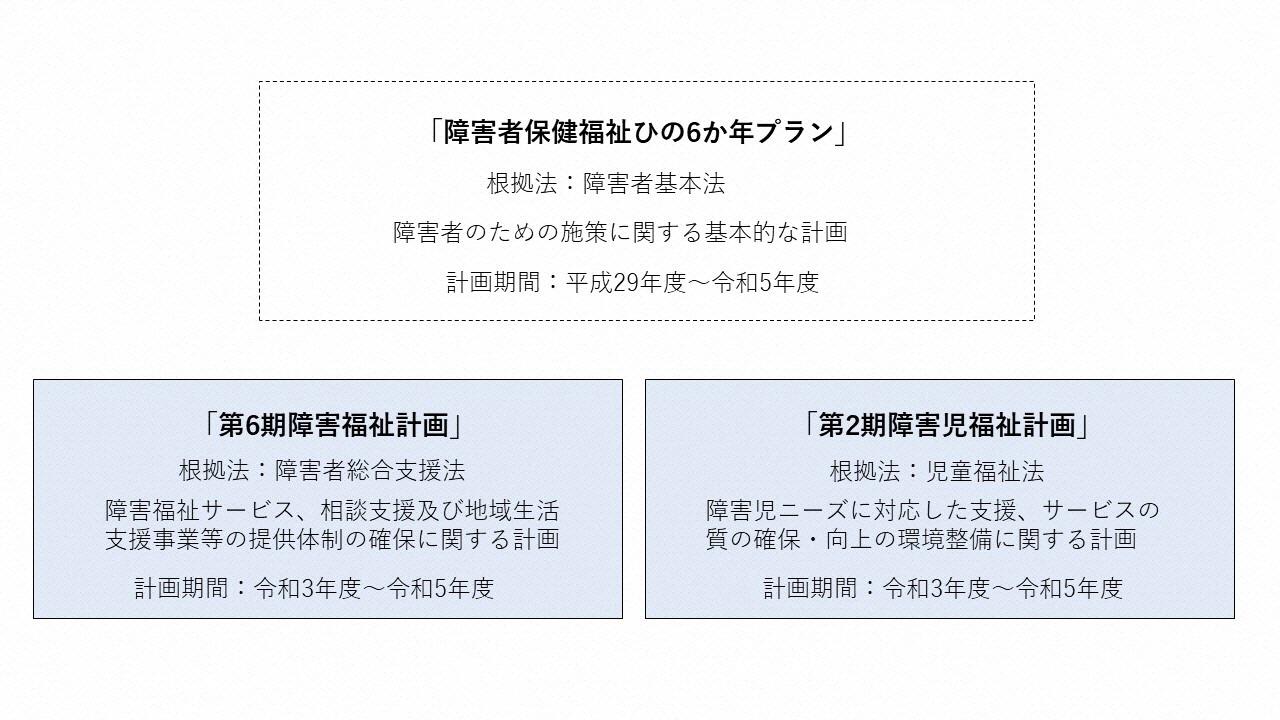 「障害者保健福祉ひの6か年プラン」
根拠法：障害者基本法
障害者のための施策に関する基本的な計画
計画期間：平成29年度～令和5年度
「第6期障害福祉計画」
根拠法：障害者総合支援法
障害福祉サービス、相談支援及び地域生活
支援事業等の提供体制の確保に関する計画
計画期間：令和3年度～令和5年度
「第2期障害児福祉計画」
根拠法：児童福祉法
障害児ニーズに対応した支援、サービスの
質の確保・向上の環境整備に関する計画
計画期間：令和3年度～令和5年度